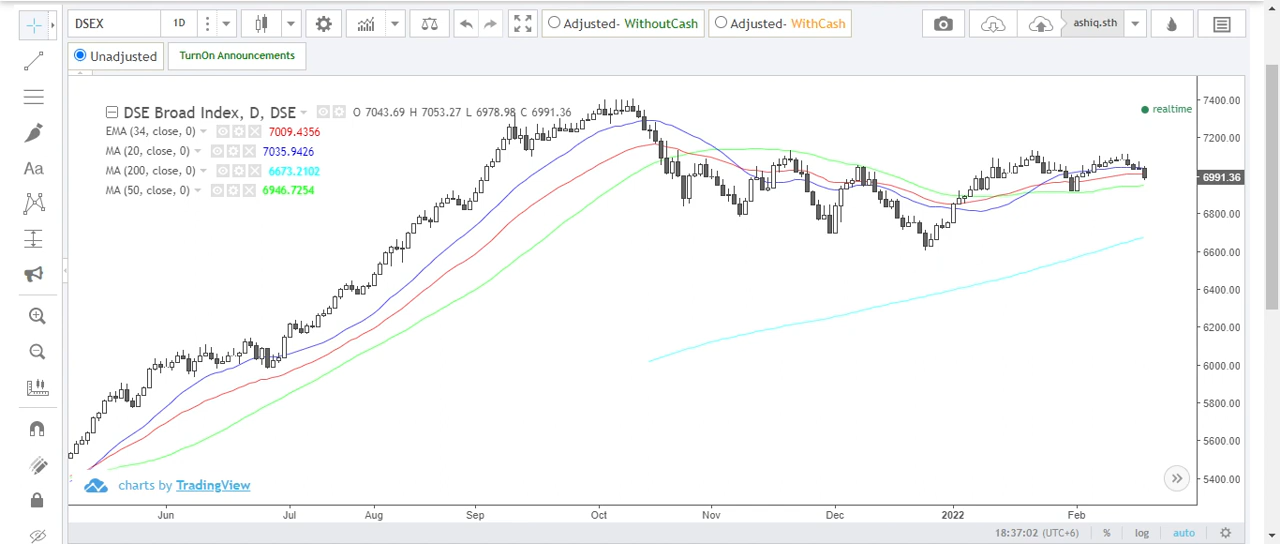 DSEX 1D Adjusted- WithoutCash Adjusted- WithCash ashiq.sth
Unadjusted TurnOn Announcements
DSE Broad Index, D, DSE O 7043.69 H 7053.27 L 6978.98 C 6991.36
EMA (34, close, 0) 7009.4356
MA (20, close, 0) 7035.9426
MA (200, close, 0) 6673.2102
MA (50, close, 0) 6946.7254
realtime
7400.00
7200.00
6991.36
6800.00
6600.00
6400.00
6200.00
6000.00
5800.00
5600.00
5400.00
Aa
charts by TradingView
Jun Jul Aug Sep Oct Nov Dec 2022 Feb
18:37:02 (UTC+6) % log auto